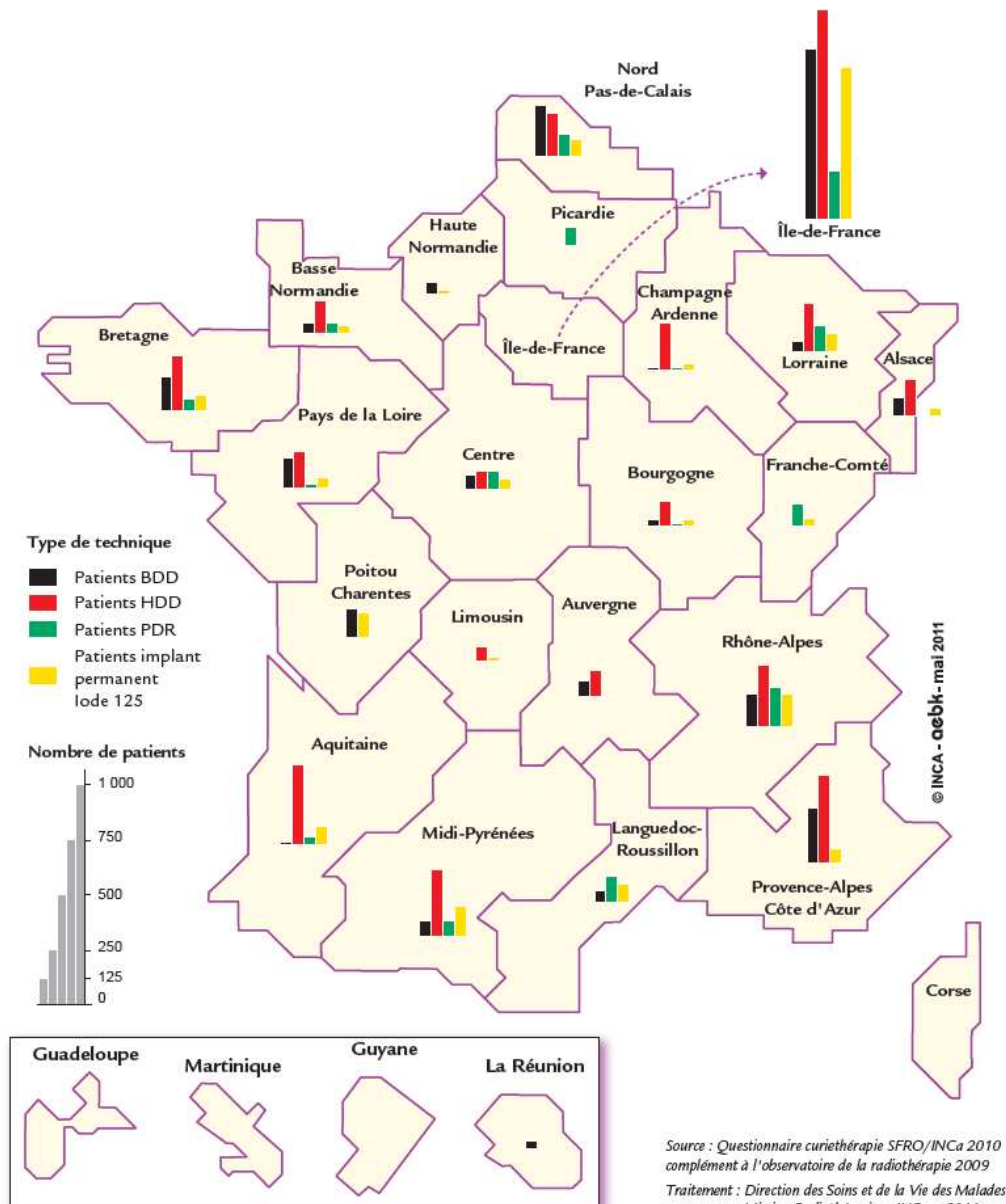 Nord
Pas-de-Calais
Île-de-France
Picardie
Haute
Normandie
Basse
Normandie
Champagne
Ardenne
Bretagne
Île-de-France
Lorraine
Alsace
Pays de la Loire
Centre
Bourgogne
Franche-Comté
Type de technique
Patients BDD
Patients HDD
Patients PDR
Patients implant
permanent
Iode 125
Poitou
Charentes
Limousin
Auvergne
Rhône-Alpes
Nombre de patients
1 000
750
500
250
125
0
Aquitaine
Midi-Pyrénées
Languedoc-
Roussillon
Provence-Alpes
Côte d'Azur
Corse
© INCA - aebk - mai 2011
Guadeloupe
Martinique
Guyane
La Réunion
Source : Questionnaire curiethérapie SFRO/INCa 2010
complément à l'observatoire de la radiothérapie 2009
Traitement : Direction des Soins et de la Vie des Malades